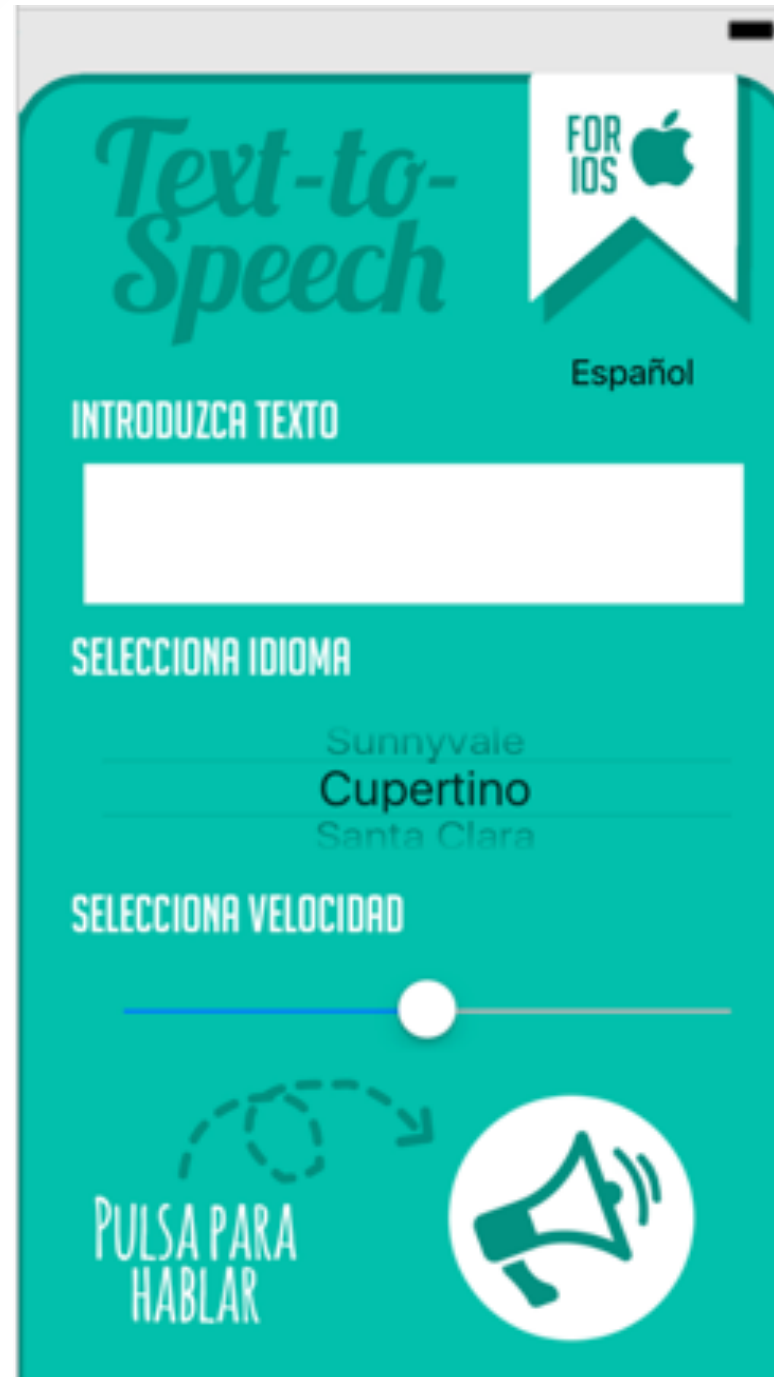 Text-to-
Speech
FOR
IOS
Español
INTRODUZCA TEXTO
SELECCIONA IDIOMA
Sunnyvale
Cupertino
Santa Clara
SELECCIONA VELOCIDAD
PULSA PARA
HABLAR